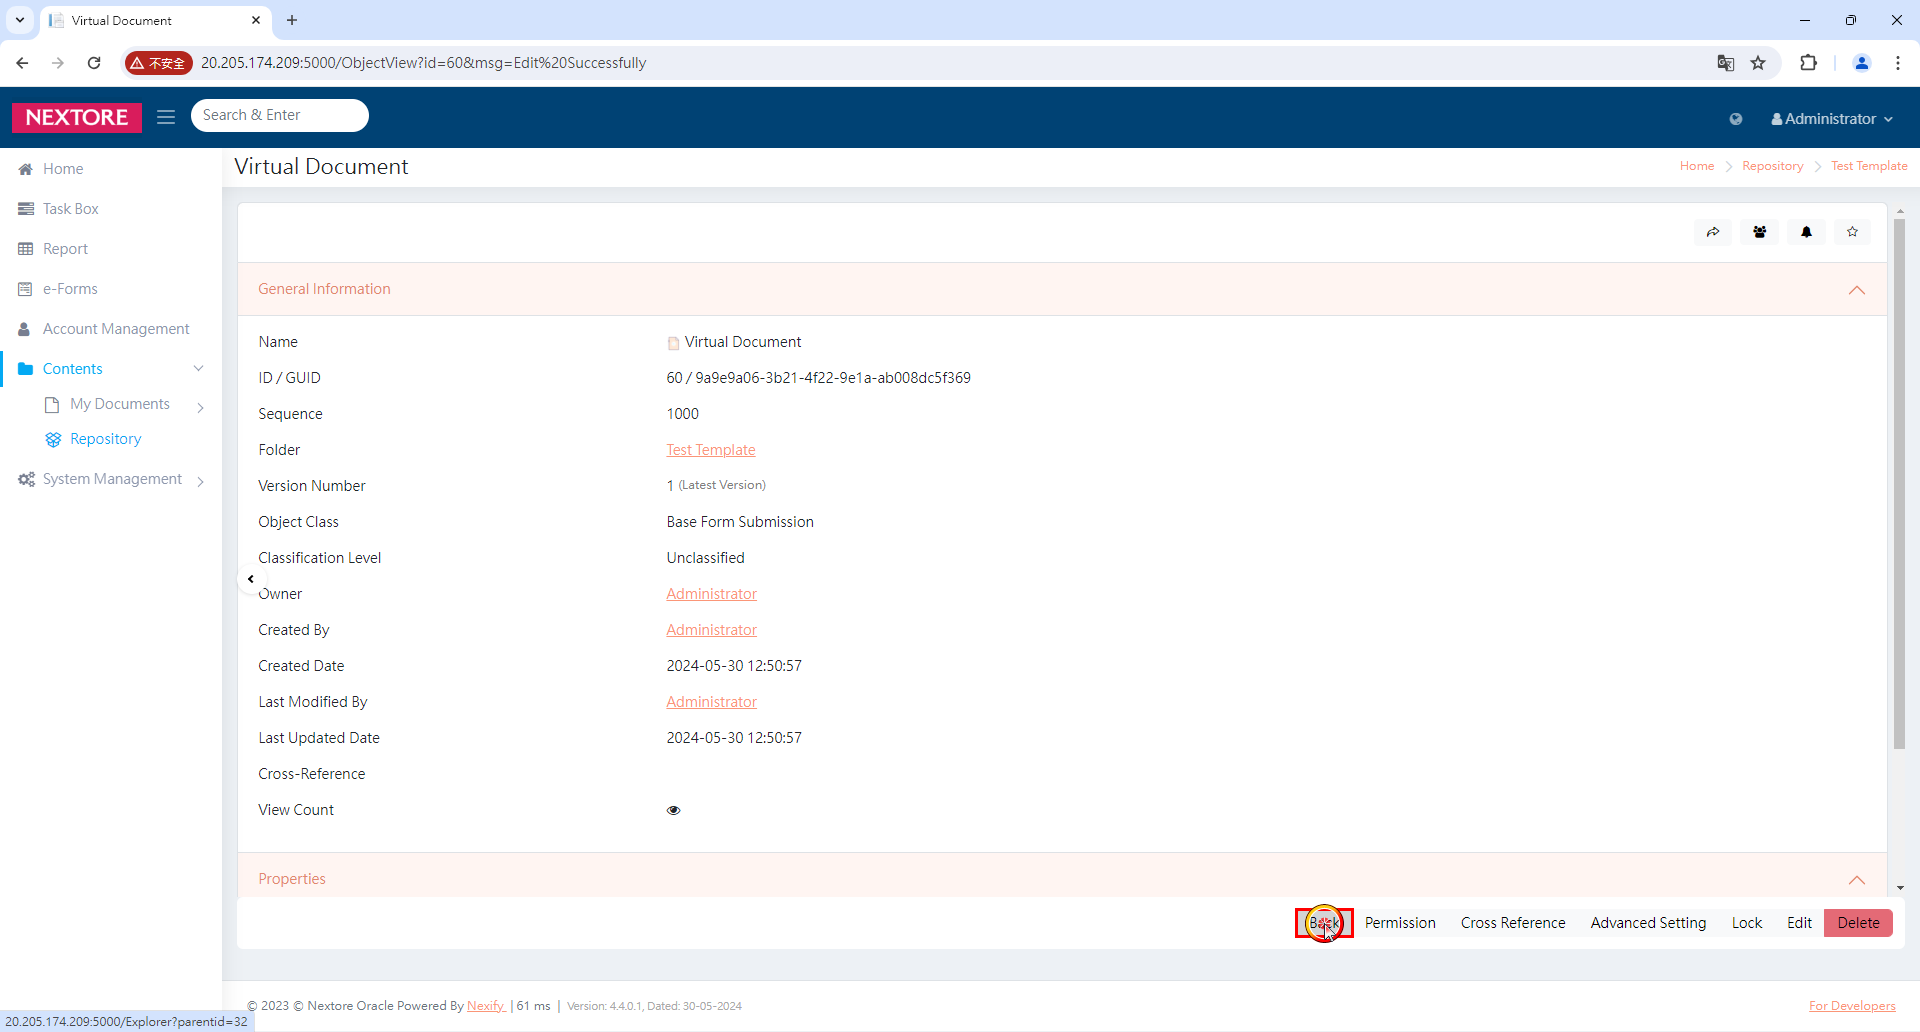 Virtual Document
不安全
20.205.174.209:5000/ObjectView?id=60&msg=Edit%20Successfully
NEXTORE
Search & Enter
Administrator
Home
Task Box
Report
e-Forms
Account Management
Contents
My Documents
Repository
System Management
Virtual Document
Home
Repository
Test Template
General Information
Name
Virtual Document
ID / GUID
60 / 9a9e9a06-3b21-4f22-9e1a-ab008dc5f369
Sequence
1000
Folder
Test Template
Version Number
1 (Latest Version)
Object Class
Base Form Submission
Classification Level
Unclassified
Owner
Administrator
Created By
Administrator
Created Date
2024-05-30 12:50:57
Last Modified By
Administrator
Last Updated Date
2024-05-30 12:50:57
Cross-Reference
View Count
Properties
Back
Permission
Cross Reference
Advanced Setting
Lock
Edit
Delete
© 2023 © Nextore Oracle Powered By Nexify | 61 ms | Version: 4.4.0.1, Dated: 30-05-2024
For Developers
20.205.174.209:5000/Explorer?parentid=32